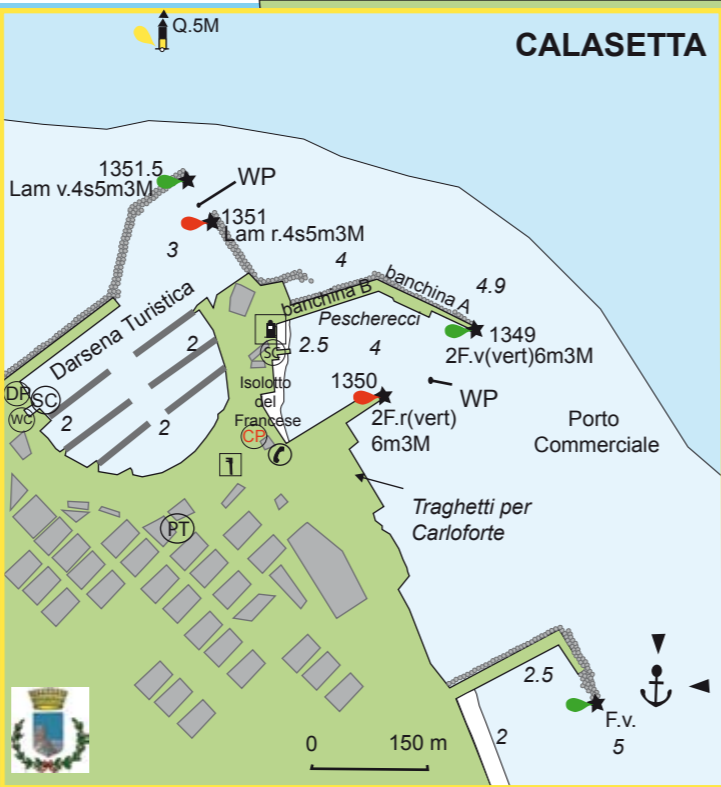 Q.5M
CALASETTA
1351.5
Lam v.4s5m3M
WP
1351
Lam r.4s5m3M
3
4
4.9
banchina B
banchina A
Pescherecci
Darsena Turistica
2
SC
2.5
4
1349
2F.v(vert)6m3M
Isolotto
del
Francese
1350
2F.r(vert)
6m3M
WP
Porto
Commerciale
DP
SC
WC
2
2
CP
Traghetti per
Carloforte
PT
2.5
F.v.
2
5
0
150 m